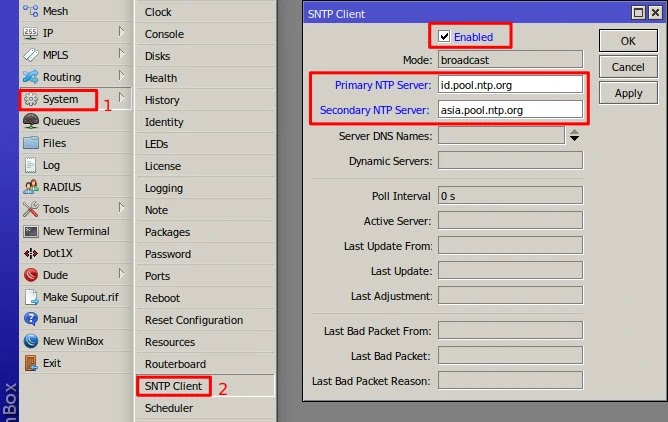 Mesh
IP
MPLS
Routing
System
1
Queues
Files
Log
RADIUS
Tools
New Terminal
Dot1X
Dude
Make Supout.rif
Manual
New WinBox
Exit
nBox
Clock
Console
Disks
Health
History
Identity
LEDs
License
Logging
Note
Packages
Password
Ports
Reboot
Reset Configuration
Resources
Routerboard
SNTP Client 2
Scheduler
SNTP Client
Enabled
OK
Mode: broadcast
Cancel
Primary NTP Server: id.pool.ntp.org
Apply
Secondary NTP Server: asia.pool.ntp.org
Server DNS Names:
Dynamic Servers:
Poll Interval 0 s
Active Server:
Last Update From:
Last Update:
Last Adjustment:
Last Bad Packet From:
Last Bad Packet:
Last Bad Packet Reason: